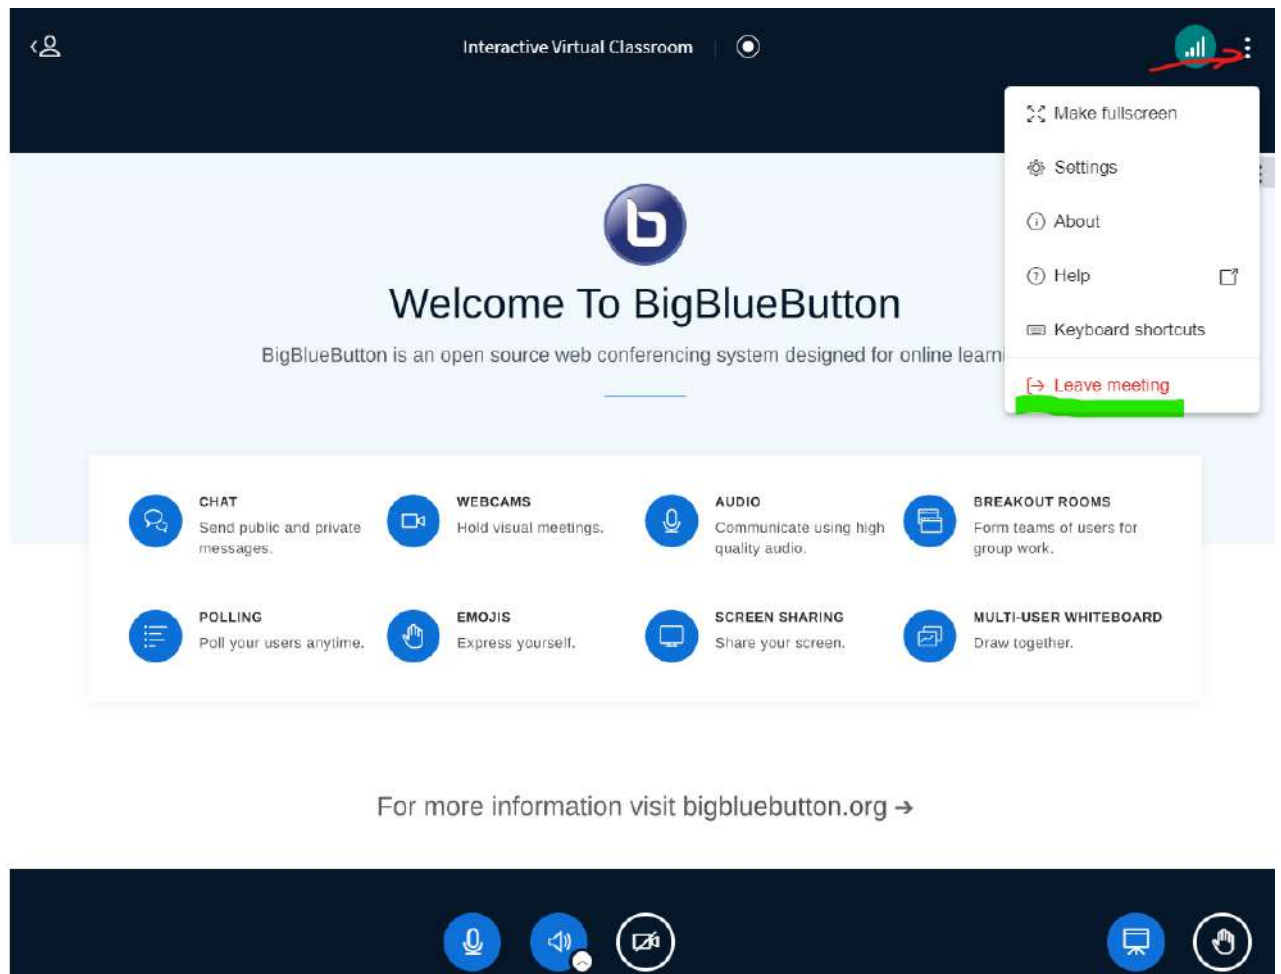 Interactive Virtual Classroom
Make fullscreen
Settings
About
Help
Keyboard shortcuts
Leave meeting
Welcome To BigBlueButton
BigBlueButton is an open source web conferencing system designed for online
CHAT
Send public and private
messages.
WEBCAMS
Hold visual meetings.
AUDIO
Communicate using high
quality audio.
BREAKOUT ROOMS
Form teams of users for
group work.
POLLING
Poll your users anytime.
EMOJIS
Express yourself.
SCREEN SHARING
Share your screen.
MULTI-USER WHITEBOARD
Draw together.
For more information visit bigbluebutton.org →